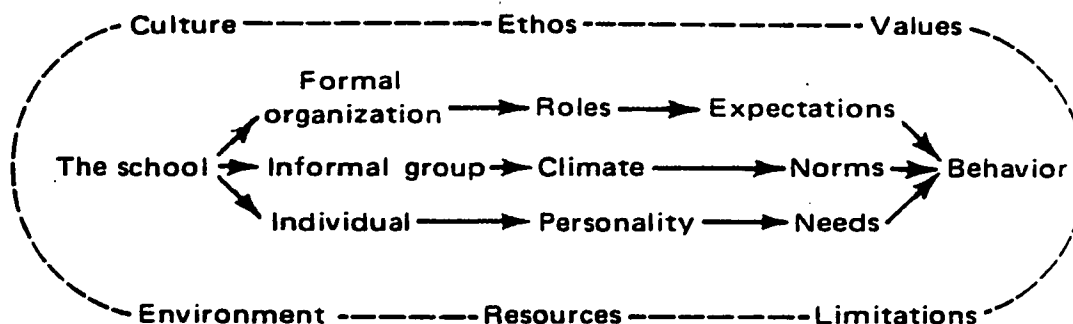 Culture Ethos Values
Formal
organization Roles Expectations
The school Informal group Climate Norms Behavior
Individual Personality Needs
Environment Resources Limitations